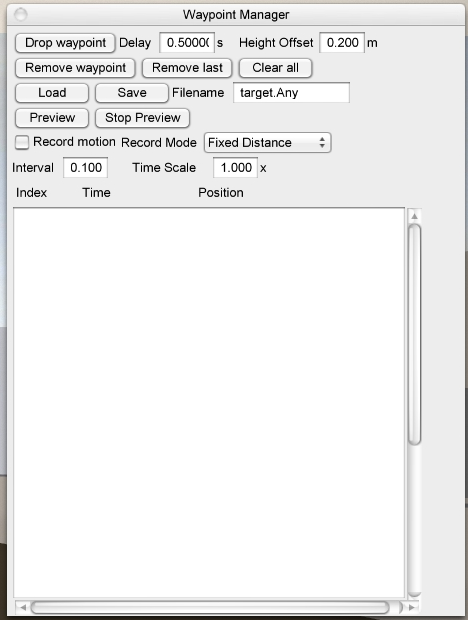 Waypoint Manager
Drop waypoint Delay 0.5000( s Height Offset 0.200 m
Remove waypoint Remove last Clear all
Load Save Filename target.Any
Preview Stop Preview
Record motion Record Mode Fixed Distance
Interval 0.100 Time Scale 1.000 x
Index Time Position